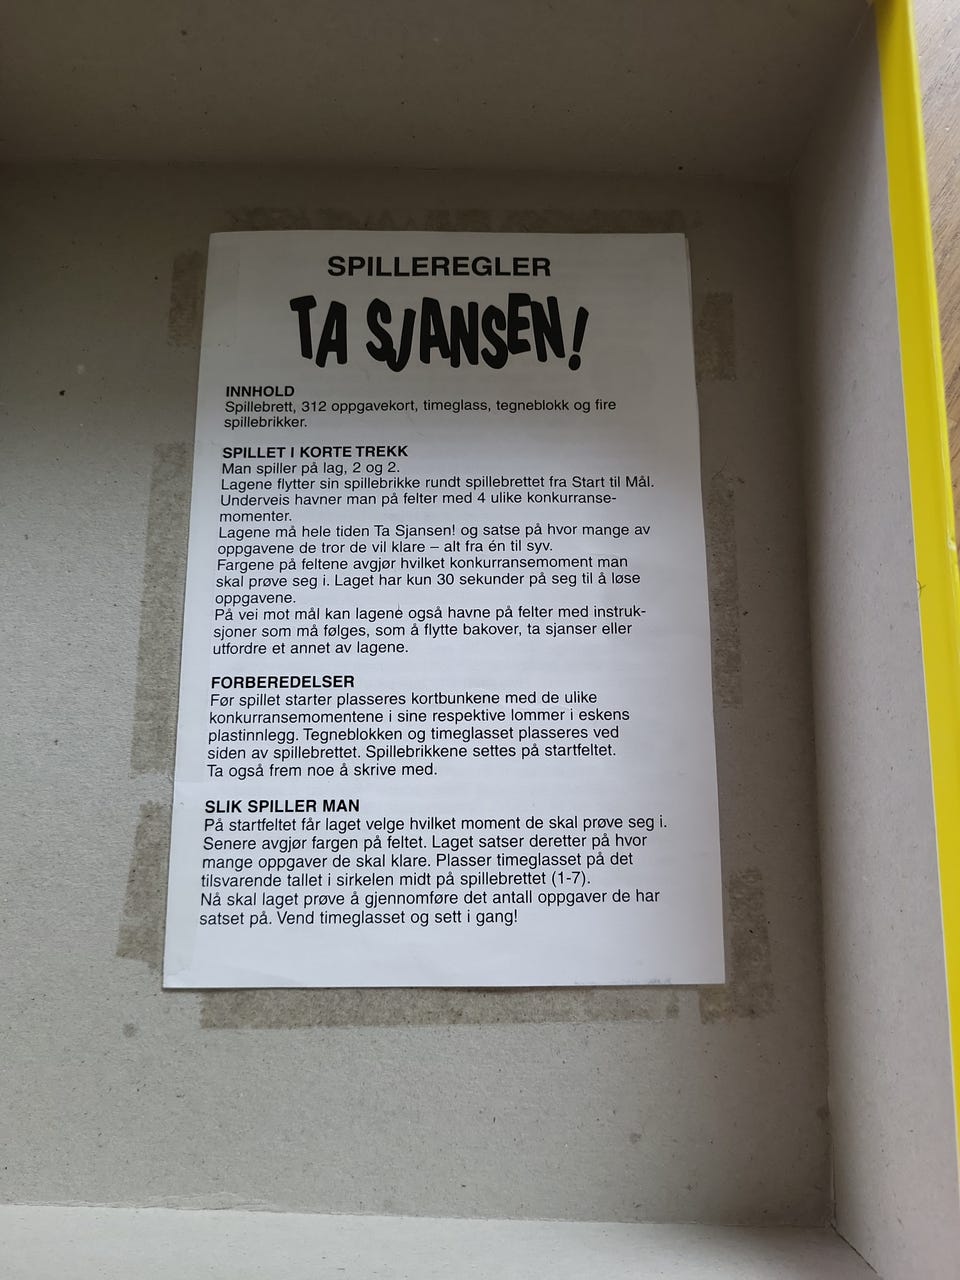 SPILLEREGLER
TA SJANSEN!
INNHOLD
Spillebrett, 312 oppgavekort, timeglass, tegneblokk og fire
spillebrikker.
SPILLET I KORTE TREKK
Man spiller på lag, 2 og 2.
Lagene flytter sin spillebrikke rundt spillebrettet fra Start til Mål.
Underveis havner man på felter med 4 ulike konkurranse-
momenter.
Lagene må hele tiden Ta Sjansen! og satse på hvor mange av
oppgavene de tror de vil klare – alt fra én til syv.
Fargene på feltene avgjør hvilket konkurransemoment man
skal prøve seg i. Laget har kun 30 sekunder på seg til å løse
oppgavene.
På vei mot mål kan lagene også havne på felter med instruk-
sjoner som må følges, som å flytte bakover, ta sjanser eller
utfordre et annet av lagene.
FORBEREDELSER
Før spillet starter plasseres kortbunkene med de ulike
konkurransemomentene i sine respektive lommer i eskens
plastinnlegg. Tegneblokken og timeglasset plasseres ved
siden av spillebrettet. Spillebrikkene settes på startfeltet.
Ta også frem noe å skrive med.
SLIK SPILLER MAN
På startfeltet får laget velge hvilket moment de skal prøve seg i.
Senere avgjør fargen på feltet. Laget satser deretter på hvor
mange oppgaver de skal klare. Plasser timeglasset på det
tilsvarende tallet i sirkelen midt på spillebrettet (1-7).
Nå skal laget prøve å gjennomføre det antall oppgaver de har
satset på. Vend timeglasset og sett i gang!